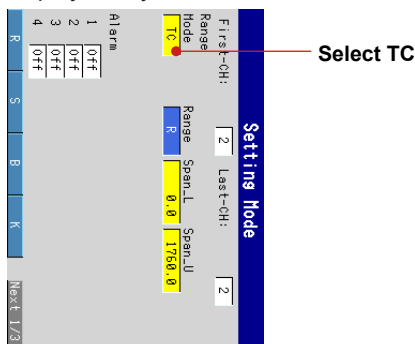 Setting Mode
First-CH: 2 Last-CH: 2
Range
Mode Range Span_L Span_U
TC R 0.0 1760.0
Alarm
1 Off
2 Off
3 Off
4 Off
R S B K Next 1/3
Select TC